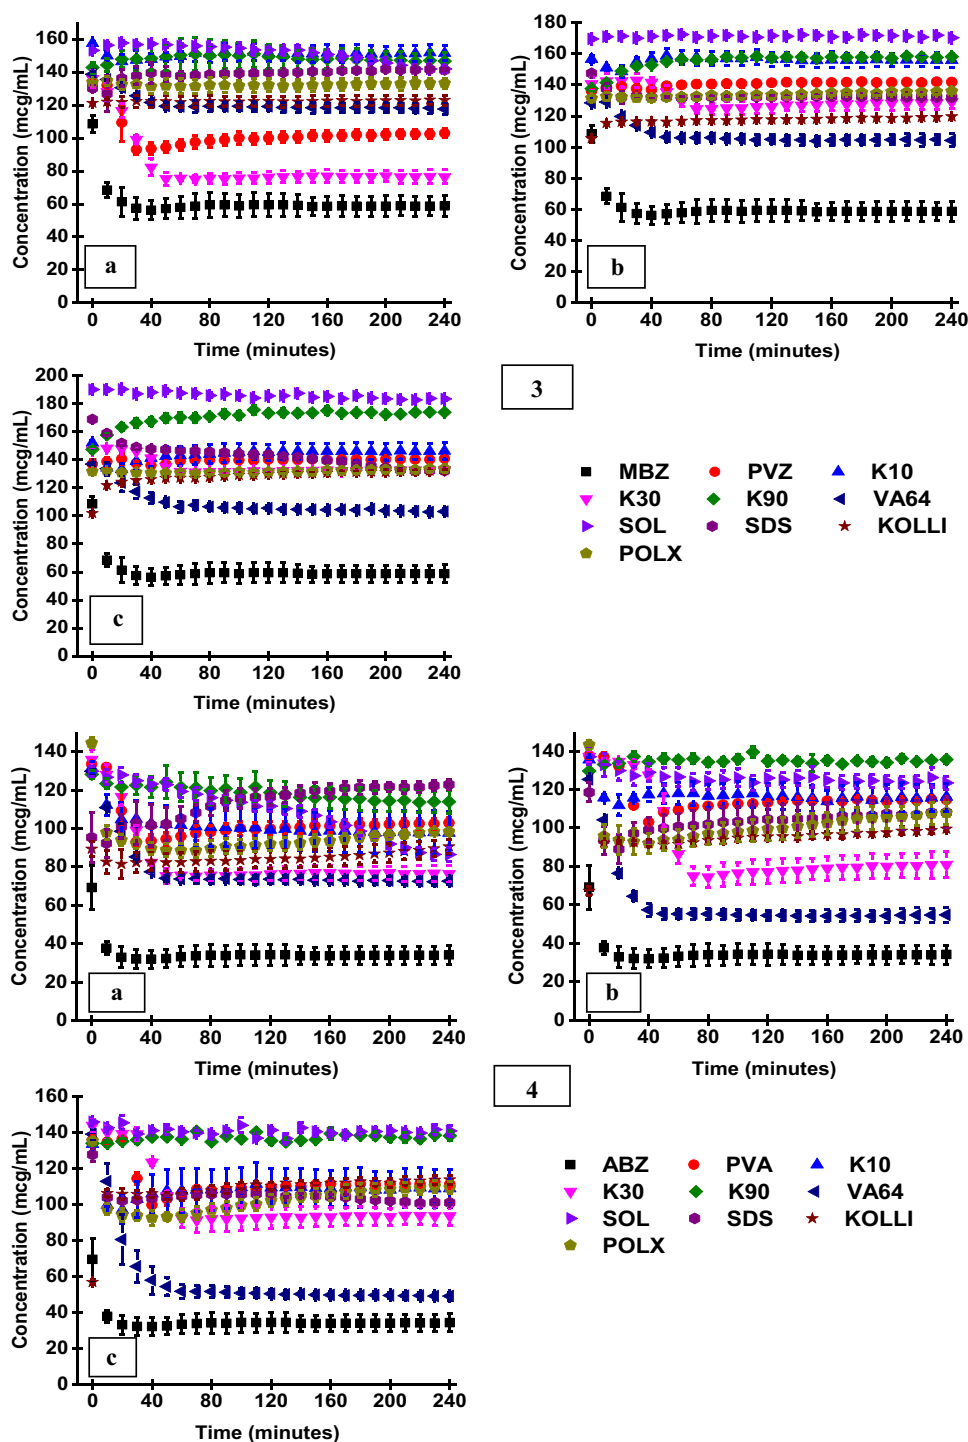 Concentration (mcg/mL)
160
140
120
100
80
60
40
20
0
a
0 40 80 120 160 200 240
Time (minutes)
Concentration (mcg/mL)
180
160
140
120
100
80
60
40
20
0
b
0 40 80 120 160 200 240
Time (minutes)
3
Concentration (mcg/mL)
200
180
160
140
120
100
80
60
40
20
0
c
0 40 80 120 160 200 240
Time (minutes)
MBZ PVZ K10
K30 K90 VA64
SOL SDS KOLLI
POLX
Concentration (mcg/mL)
140
120
100
80
60
40
20
0
a
0 40 80 120 160 200 240
Time (minutes)
Concentration (mcg/mL)
140
120
100
80
60
40
20
0
b
0 40 80 120 160 200 240
Time (minutes)
4
Concentration (mcg/mL)
160
140
120
100
80
60
40
20
0
c
0 40 80 120 160 200 240
Time (minutes)
ABZ PVA K10
K30 K90 VA64
SOL SDS KOLLI
POLX